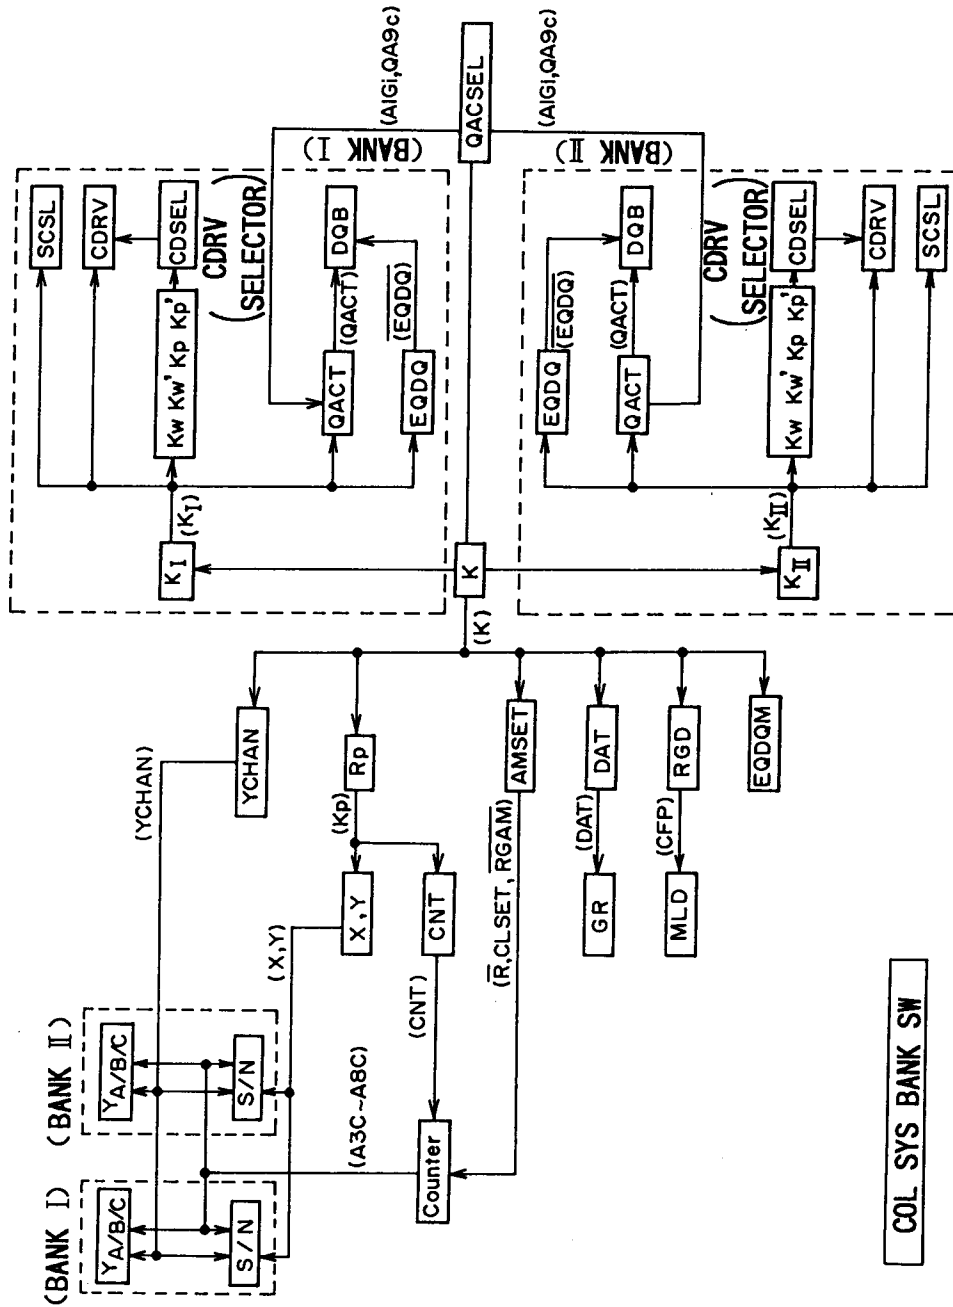 (BANK I)
(BANK II)
YA/B/C
S/N
YA/B/C
S/N
(YCHAN)
(X,Y)
(A3C~A8C)
Counter
(CNT)
X,Y
CNT
(Kp)
YCHAN
Rp
AMSET
(R̅,CLSET,R̅G̅A̅M̅)
DAT
(DAT)
GR
RGD
(CFP)
MLD
EQDQM
(K)
K
KI
(KI)
Kw Kw' Kp Kp'
SCSL
CDRV
CDSEL
(CDRV
SELECTOR)
QACT
(QACT)
DQB
EQDQ
(E̅Q̅D̅Q̅)
(BANK I)
(AIGi,QA9c)
QACSEL
(AIGi,QA9c)
(BANK II)
EQDQ
(E̅Q̅D̅Q̅)
QACT
(QACT)
DQB
(CDRV
SELECTOR)
KII
(KII)
Kw Kw' Kp Kp'
CDSEL
CDRV
SCSL
COL SYS BANK SW